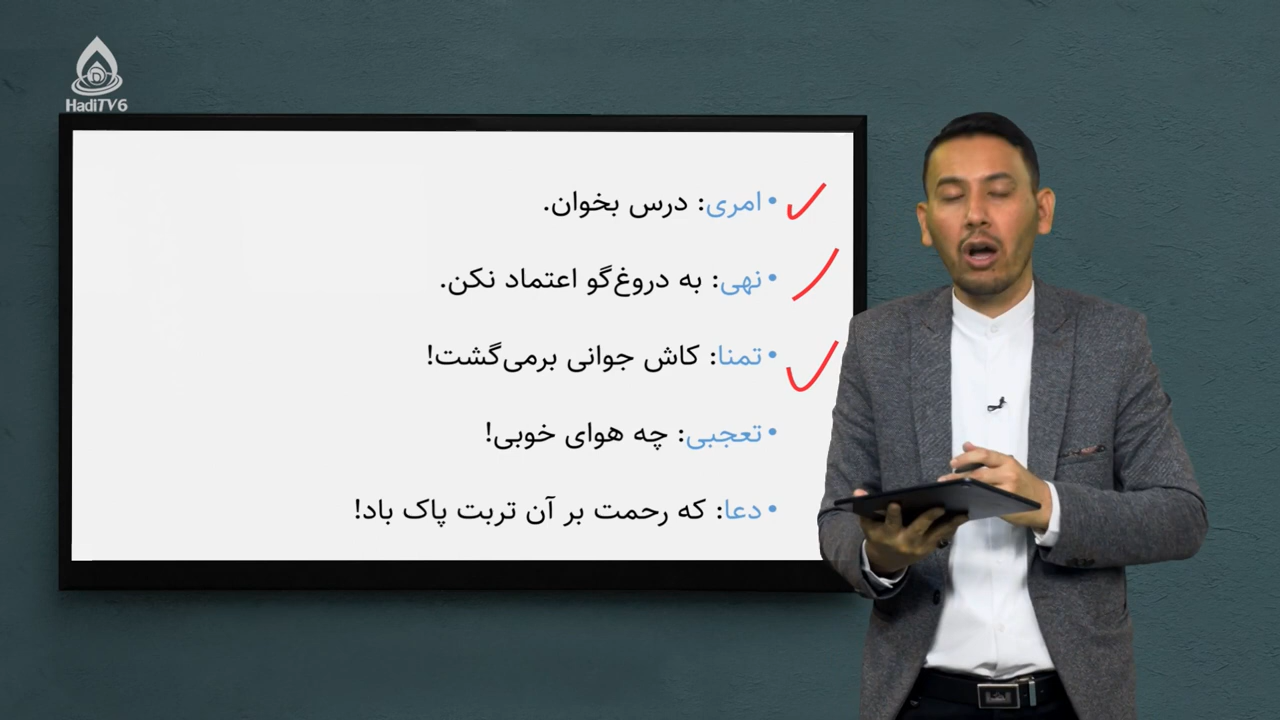 HadiTV6
• امری: درس بخوان.
• نهی: به دروغ‌گو اعتماد نکن.
• تمنا: کاش جوانی برمی‌گشت!
• تعجبی: چه هوای خوبی!
• دعا: که رحمت بر آن تربت پاک باد!